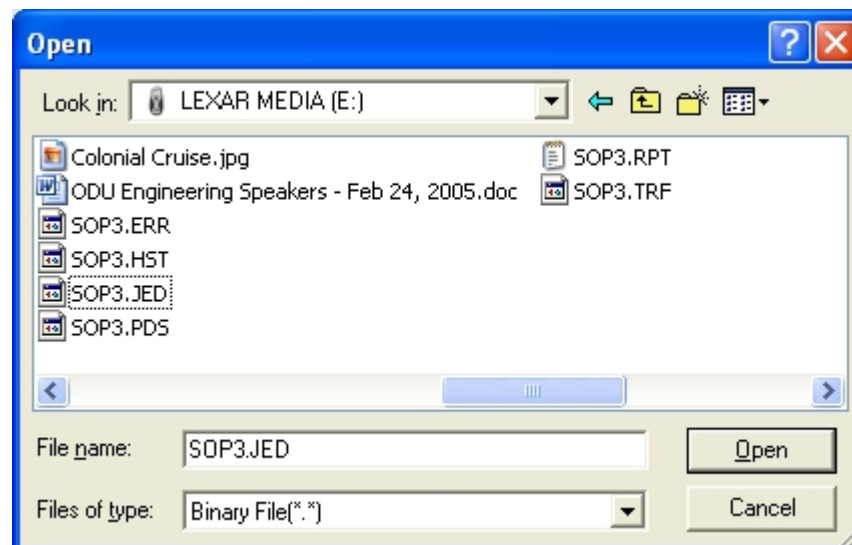 Open
Look in: LEXAR MEDIA (E:)
Colonial Cruise.jpg
ODU Engineering Speakers - Feb 24, 2005.doc
SOP3.ERR
SOP3.HST
SOP3.JED
SOP3.PDS
SOP3.RPT
SOP3.TRF
File name: SOP3.JED
Open
Files of type: Binary File(*.*)
Cancel